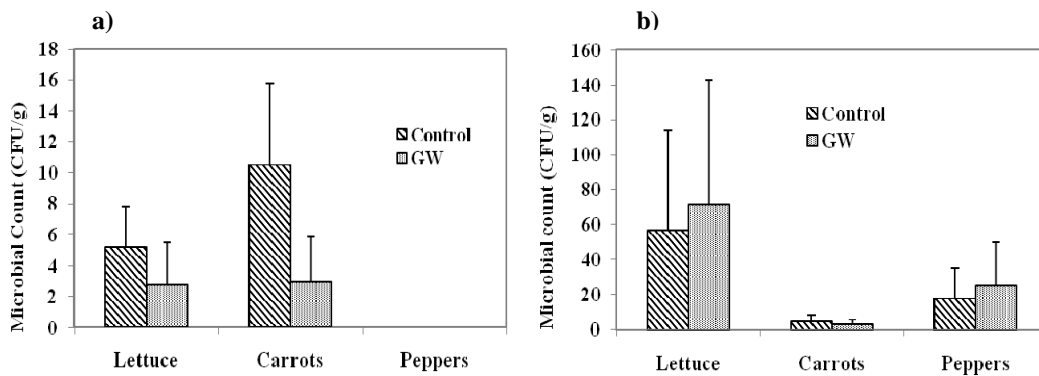 a)
Microbial Count (CFU/g)
18
16
14
12
10
8
6
4
2
0
Control
GW
Lettuce Carrots Peppers
b)
Microbial count (CFU/g)
160
140
120
100
80
60
40
20
0
Control
GW
Lettuce Carrots Peppers